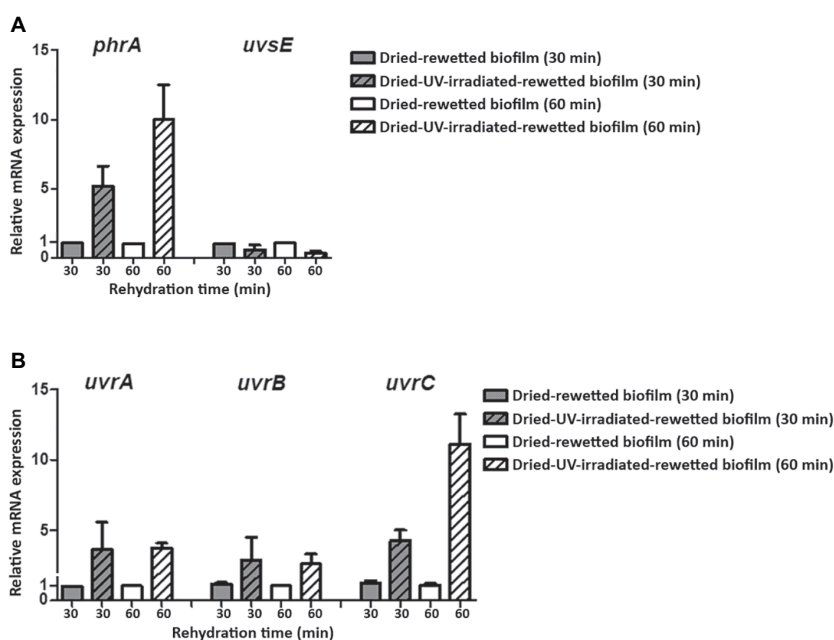 A
phrA uvsE
15
10
5
1
0
Relative mRNA expression
30 30 60 60 30 30 60 60
Rehydration time (min)
Dried-rewetted biofilm (30 min)
Dried-UV-irradiated-rewetted biofilm (30 min)
Dried-rewetted biofilm (60 min)
Dried-UV-irradiated-rewetted biofilm (60 min)
B
uvrA uvrB uvrC
15
10
5
1
0
Relative mRNA expression
30 30 60 60 30 30 60 60 30 30 60 60
Rehydration time (min)
Dried-rewetted biofilm (30 min)
Dried-UV-irradiated-rewetted biofilm (30 min)
Dried-rewetted biofilm (60 min)
Dried-UV-irradiated-rewetted biofilm (60 min)